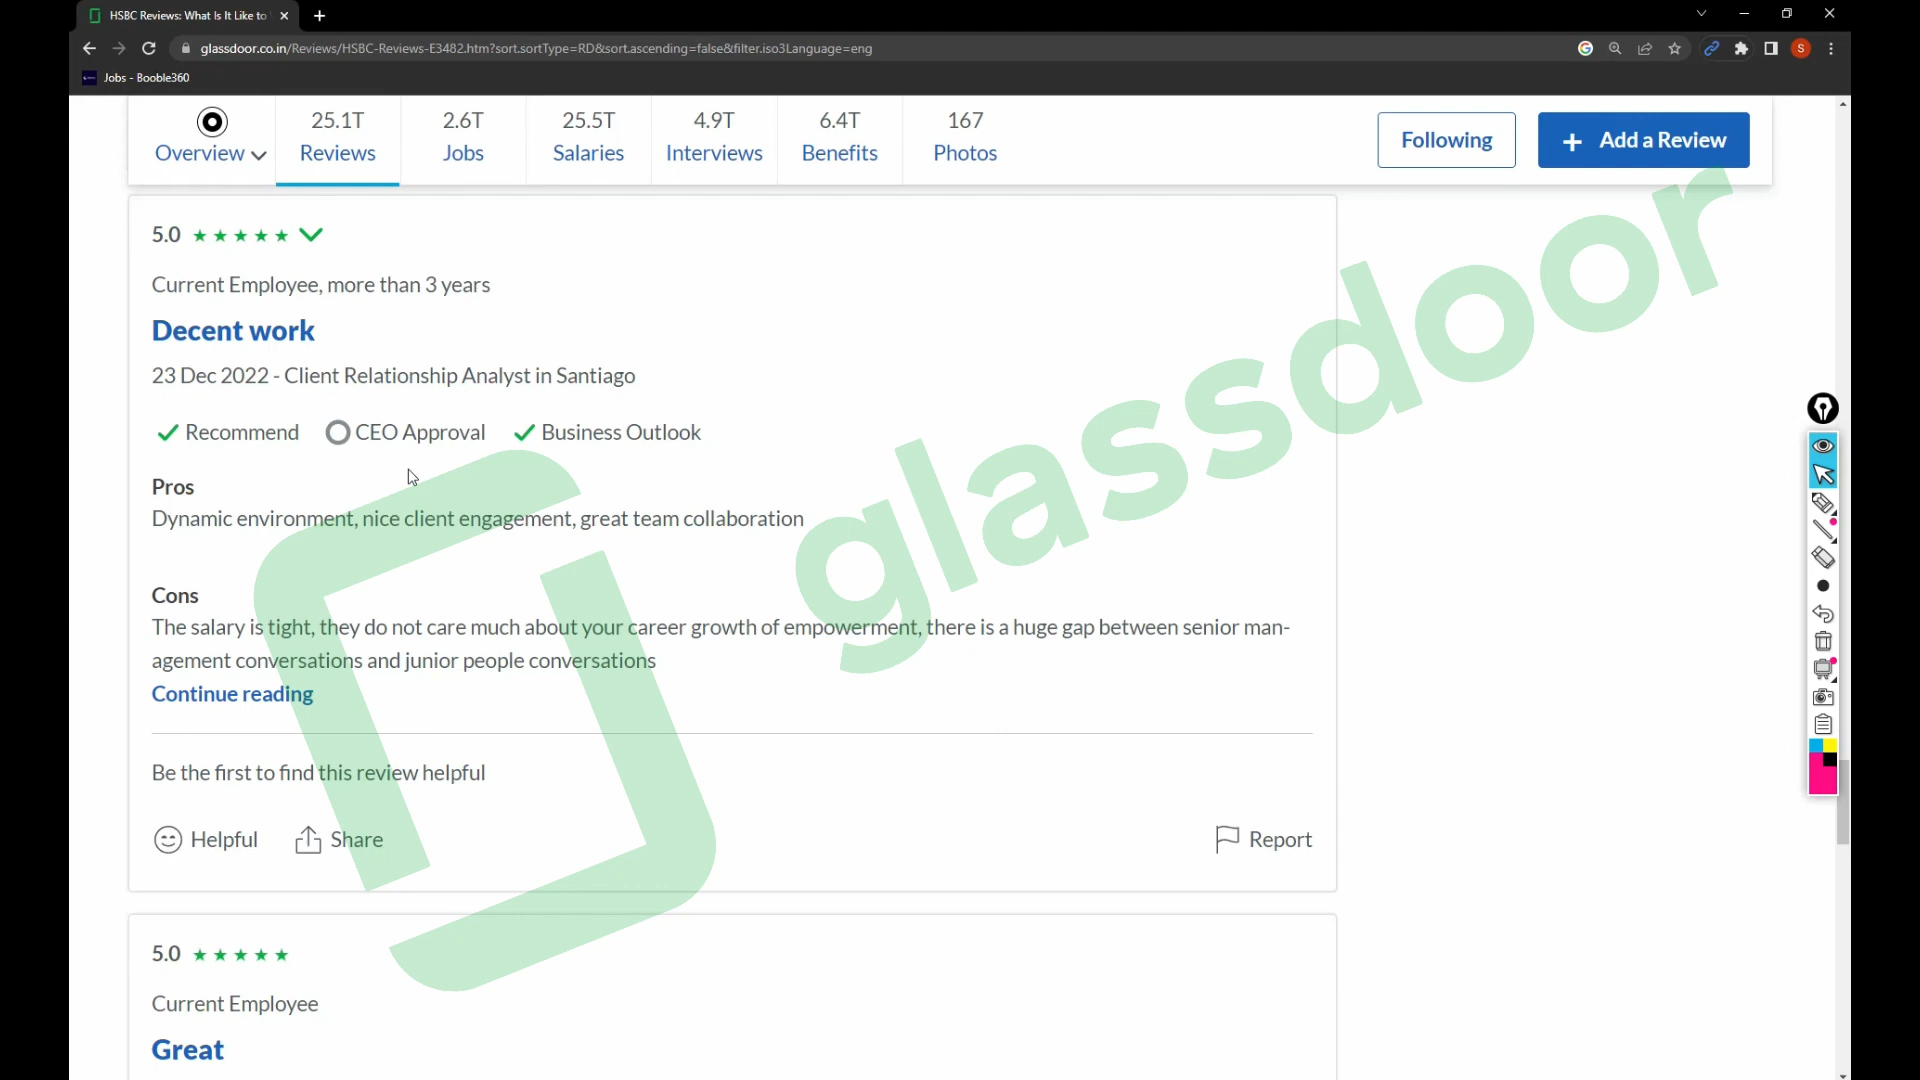 HSBC Reviews: What Is It Like to
glassdoor.co.in/Reviews/HSBC-Reviews-E3482.htm?sort.sortType=RD&sort.ascending=false&filter.iso3Language=eng
S
Jobs - Booble360
Overview
25.1T
Reviews
2.6T
Jobs
25.5T
Salaries
4.9T
Interviews
6.4T
Benefits
167
Photos
Following
+ Add a Review
5.0
Current Employee, more than 3 years
Decent work
23 Dec 2022 - Client Relationship Analyst in Santiago
Recommend CEO Approval Business Outlook
Pros
Dynamic environment, nice client engagement, great team collaboration
Cons
The salary is tight, they do not care much about your career growth of empowerment, there is a huge gap between senior man-
agement conversations and junior people conversations
Continue reading
Be the first to find this review helpful
Helpful Share Report
5.0
Current Employee
Great
glassdoor